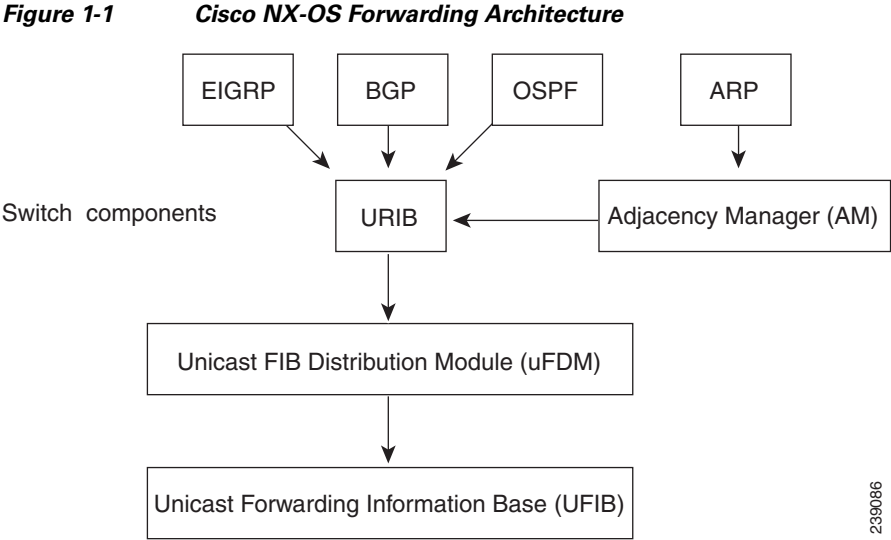 Figure 1-1 Cisco NX-OS Forwarding Architecture
EIGRP
BGP
OSPF
ARP
Switch components
URIB
Adjacency Manager (AM)
Unicast FIB Distribution Module (uFDM)
Unicast Forwarding Information Base (UFIB)
239086